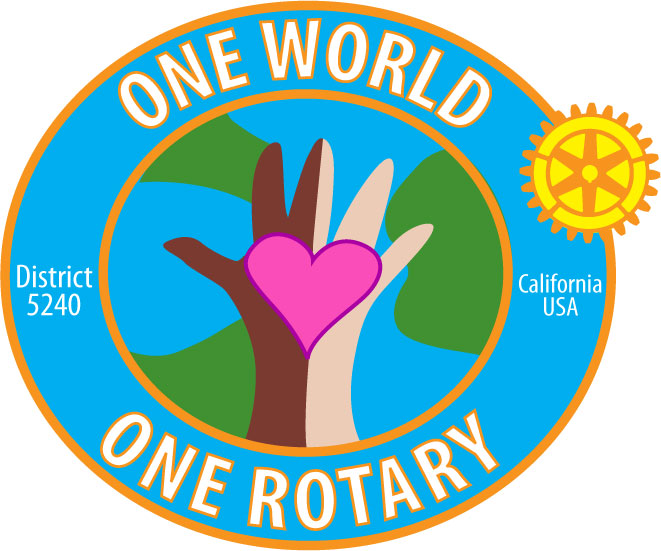 ONE WORLD
District
5240
California
USA
ONE ROTARY